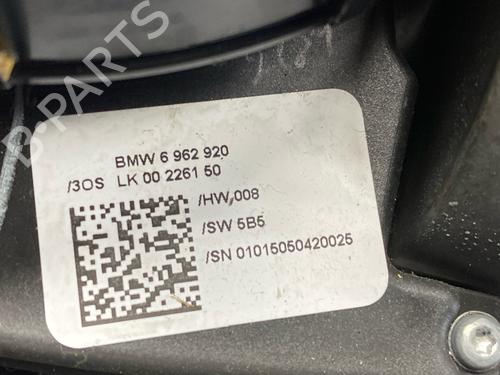 BMW 6 962 920
/3OS LK 00 2261 50
/HW 008
/SW 5B5
/SN 01015050420025
B-PARTS